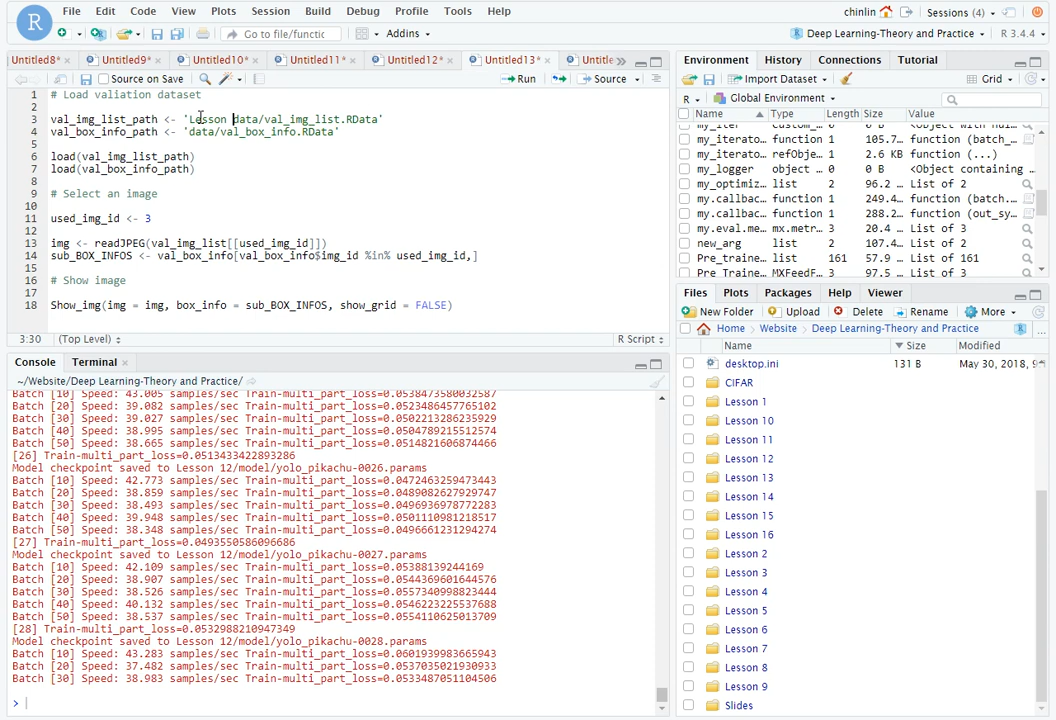 File Edit Code View Plots Session Build Debug Profile Tools Help
chinlin
Sessions (4)
Go to file/functic
Addins
Deep Learning-Theory and Practice
R 3.4.4
Untitled8* Untitled9* Untitled10* Untitled11* Untitled12* Untitled13* Untitle
Source on Save
Run
Source
1 # Load valiation dataset
2
3 val_img_list_path <- 'Lesson data/val_img_list.RData'
4 val_box_info_path <- 'data/val_box_info.RData'
5
6 load(val_img_list_path)
7 load(val_box_info_path)
8
9 # Select an image
10
11 used_img_id <- 3
12
13 img <- readJPEG(val_img_list[[used_img_id]])
14 sub_BOX_INFOS <- val_box_info[val_box_info$img_id %in% used_img_id,]
15
16 # Show image
17
18 Show_img(img = img, box_info = sub_BOX_INFOS, show_grid = FALSE)
3:30 (Top Level) R Script
Console Terminal
~/Website/Deep Learning-Theory and Practice/
Batch [10] Speed: 43.005 samples/sec Train-multi_part_loss=0.0538473580032587
Batch [20] Speed: 39.082 samples/sec Train-multi_part_loss=0.0523486457765102
Batch [30] Speed: 39.027 samples/sec Train-multi_part_loss=0.0502213286235929
Batch [40] Speed: 38.995 samples/sec Train-multi_part_loss=0.0504789215512574
Batch [50] Speed: 38.665 samples/sec Train-multi_part_loss=0.0514821606874466
[26] Train-multi_part_loss=0.0513433422893286
Model checkpoint saved to Lesson 12/model/yolo_pikachu-0026.params
Batch [10] Speed: 42.773 samples/sec Train-multi_part_loss=0.0472463259473443
Batch [20] Speed: 38.859 samples/sec Train-multi_part_loss=0.0489082627929747
Batch [30] Speed: 38.493 samples/sec Train-multi_part_loss=0.0496936978772283
Batch [40] Speed: 39.948 samples/sec Train-multi_part_loss=0.0501110981218517
Batch [50] Speed: 38.348 samples/sec Train-multi_part_loss=0.0496661231294274
[27] Train-multi_part_loss=0.0493550586096686
Model checkpoint saved to Lesson 12/model/yolo_pikachu-0027.params
Batch [10] Speed: 42.109 samples/sec Train-multi_part_loss=0.05388139244169
Batch [20] Speed: 38.907 samples/sec Train-multi_part_loss=0.0544369601644576
Batch [30] Speed: 38.526 samples/sec Train-multi_part_loss=0.0557340998823444
Batch [40] Speed: 40.132 samples/sec Train-multi_part_loss=0.0546223225537688
Batch [50] Speed: 38.537 samples/sec Train-multi_part_loss=0.0554110625013709
[28] Train-multi_part_loss=0.0532988210947349
Model checkpoint saved to Lesson 12/model/yolo_pikachu-0028.params
Batch [10] Speed: 43.283 samples/sec Train-multi_part_loss=0.0601939983665943
Batch [20] Speed: 37.482 samples/sec Train-multi_part_loss=0.0537035021930933
Batch [30] Speed: 38.983 samples/sec Train-multi_part_loss=0.0533487051104506
>
Environment History Connections Tutorial
Import Dataset
Grid
R Global Environment
Name Type Length Size Value
my_iterato… function 1 105.7… function (batch_…
my_iterato… refObje… 2.6 KB function (...)
my_logger object … 0 0 B <Object containing …
my_optimiz… list 2 96.2 … List of 2
my.callbac… function 1 249.4… function (batch.…
my.callbac… function 1 288.2… function (out_sy…
my.eval.me… mx.metr… 3 20.4 … List of 3
new_arg list 2 107.4… List of 2
Pre_traine… list 161 57.9 … List of 161
Pre_Traine… MXFeedF… 3 97.5 … List of 3
Files Plots Packages Help Viewer
New Folder Upload Delete Rename More
Home Website Deep Learning-Theory and Practice
Name Size Modified
desktop.ini 131 B May 30, 2018, 9
CIFAR
Lesson 1
Lesson 10
Lesson 11
Lesson 12
Lesson 13
Lesson 14
Lesson 15
Lesson 16
Lesson 2
Lesson 3
Lesson 4
Lesson 5
Lesson 6
Lesson 7
Lesson 8
Lesson 9
Slides